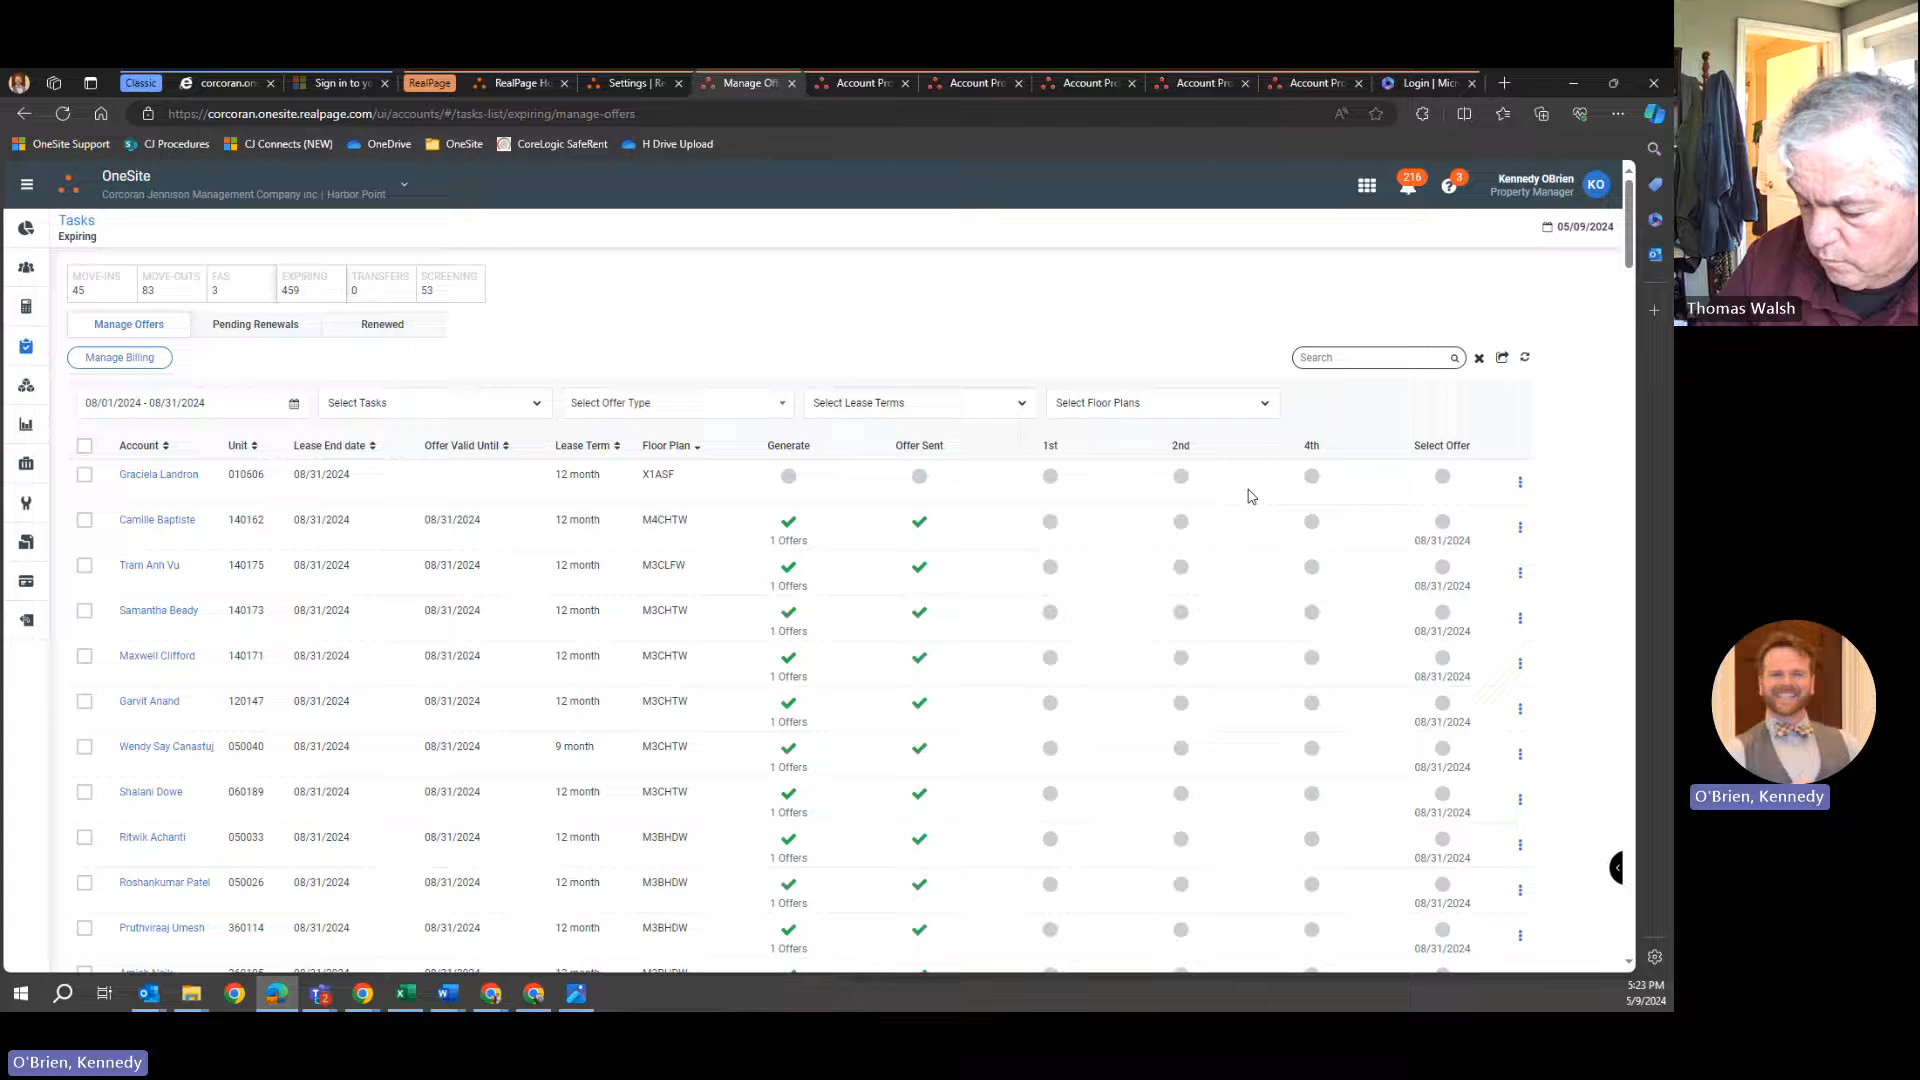 Classic
corcoran.on
Sign in to yo
RealPage
RealPage H
Settings | Re
Manage Off
Account Pro
Account Pro
Account Pro
Account Pro
Account Pro
Login | Micr
https://corcoran.onesite.realpage.com/ui/accounts/#/tasks-list/expiring/manage-offers
OneSite Support
CJ Procedures
CJ Connects (NEW)
OneDrive
OneSite
CoreLogic SafeRent
H Drive Upload
OneSite
Corcoran Jennison Management Company Inc | Harbor Point
216
3
Kennedy OBrien
Property Manager
KO
Tasks
Expiring
05/09/2024
MOVE-INS MOVE-OUTS FAS EXPIRING TRANSFERS SCREENING
45 83 3 459 0 53
Manage Offers Pending Renewals Renewed
Manage Billing
Search
08/01/2024 - 08/31/2024 Select Tasks Select Offer Type Select Lease Terms Select Floor Plans
Account Unit Lease End date Offer Valid Until Lease Term Floor Plan Generate Offer Sent 1st 2nd 4th Select Offer
Graciela Landron 010606 08/31/2024 12 month X1ASF
Camille Baptiste 140162 08/31/2024 08/31/2024 12 month M4CHTW
1 Offers 08/31/2024
Tram Anh Vu 140175 08/31/2024 08/31/2024 12 month M3CLFW
1 Offers 08/31/2024
Samantha Beady 140173 08/31/2024 08/31/2024 12 month M3CHTW
1 Offers 08/31/2024
Maxwell Clifford 140171 08/31/2024 08/31/2024 12 month M3CHTW
1 Offers 08/31/2024
Garvit Anand 120147 08/31/2024 08/31/2024 12 month M3CHTW
1 Offers 08/31/2024
Wendy Say Canastuj 050040 08/31/2024 08/31/2024 9 month M3CHTW
1 Offers 08/31/2024
Shalani Dowe 060189 08/31/2024 08/31/2024 12 month M3CHTW
1 Offers 08/31/2024
Ritwik Achanti 050033 08/31/2024 08/31/2024 12 month M3BHDW
1 Offers 08/31/2024
Roshankumar Patel 050026 08/31/2024 08/31/2024 12 month M3BHDW
1 Offers 08/31/2024
Pruthviraaj Umesh 360114 08/31/2024 08/31/2024 12 month M3BHDW
1 Offers 08/31/2024
5:23 PM
5/9/2024
Thomas Walsh
O'Brien, Kennedy
O'Brien, Kennedy